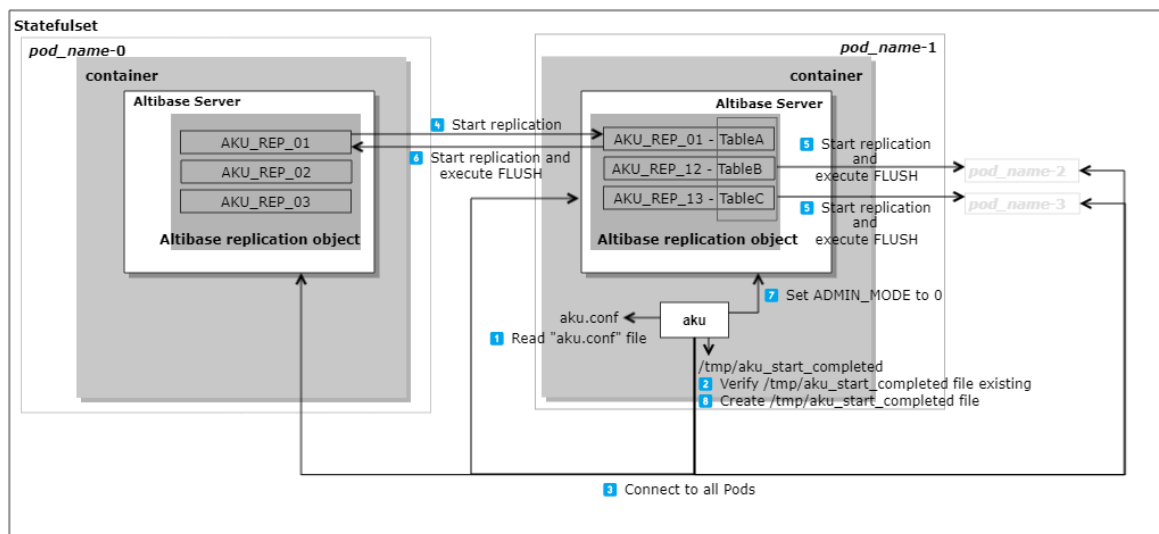 Statefulset
pod_name-0
container
Altibase Server
AKU_REP_01
AKU_REP_02
AKU_REP_03
Altibase replication object
4 Start replication
6 Start replication and
execute FLUSH
pod_name-1
container
Altibase Server
AKU_REP_01 - TableA
AKU_REP_12 - TableB
AKU_REP_13 - TableC
Altibase replication object
5 Start replication
and
execute FLUSH
5 Start replication
and
execute FLUSH
pod_name-2
pod_name-3
7 Set ADMIN_MODE to 0
aku.conf
aku
1 Read "aku.conf" file
/tmp/aku_start_completed
2 Verify /tmp/aku_start_completed file existing
8 Create /tmp/aku_start_completed file
3 Connect to all Pods